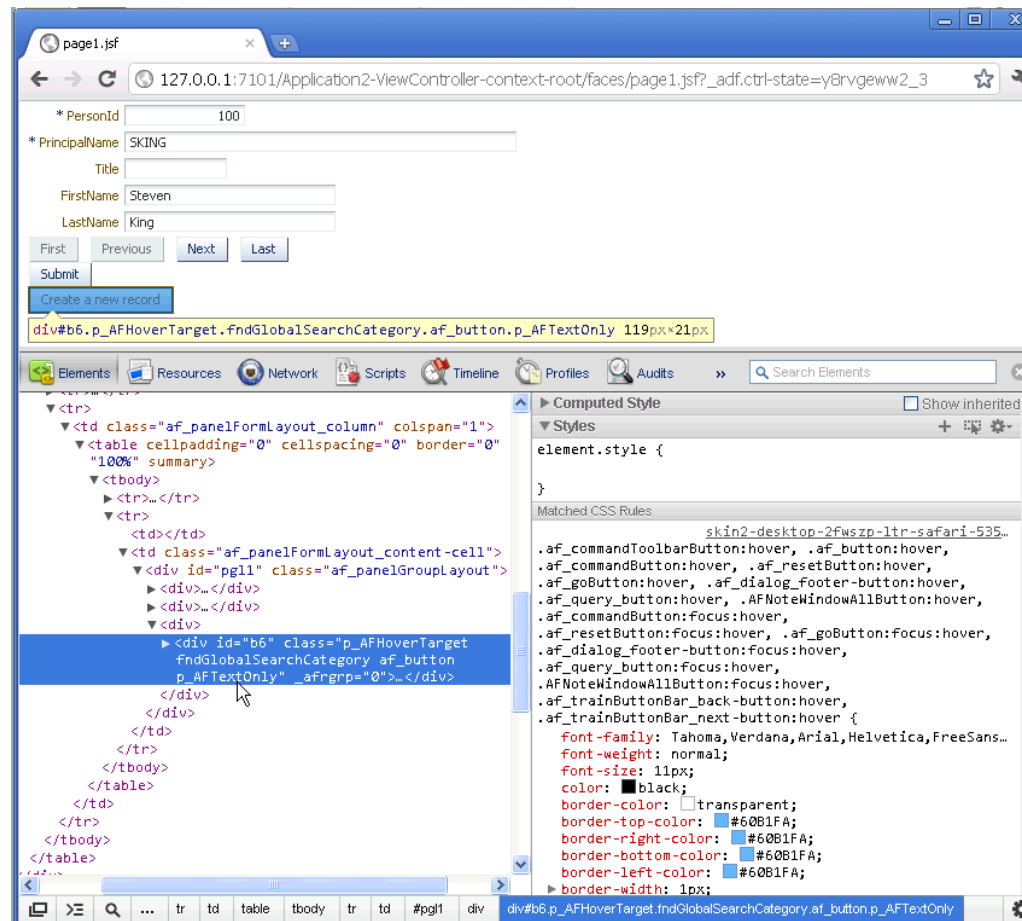 page1.jsf
127.0.0.1:7101/Application2-ViewController-context-root/faces/page1.jsf?_adf.ctrl-state=y8rvgeww2_3
* PersonId 100
* PrincipalName SKING
Title
FirstName Steven
LastName King
First Previous Next Last
Submit
Create a new record
div#b6.p_AFHoverTarget.fndGlobalSearchCategory.af_button.p_AFTextOnly 119px×21px
Elements Resources Network Scripts Timeline Profiles Audits » Search Elements
▼<tr>
▼<td class="af_panelFormLayout_column" colspan="1">
▼<table cellpadding="0" cellspacing="0" border="0"
"100%" summary>
▼<tbody>
▶<tr>…</tr>
▼<tr>
<td></td>
▼<td class="af_panelFormLayout_content-cell">
▼<div id="pgl1" class="af_panelGroupLayout">
▶<div>…</div>
▶<div>…</div>
▼<div>
▶<div id="b6" class="p_AFHoverTarget
fndGlobalSearchCategory af_button
p_AFTextOnly" _afrgrp="0">…</div>
</div>
</div>
</td>
</tr>
</tbody>
</table>
</td>
</tr>
</tbody>
</table>
▶ Computed Style Show inherited
▼ Styles
element.style {
}
Matched CSS Rules
skin2-desktop-2fwszp-ltr-safari-535…
.af_commandToolbarButton:hover, .af_button:hover,
.af_commandButton:hover, .af_resetButton:hover,
.af_goButton:hover, .af_dialog_footer-button:hover,
.af_query_button:hover, .AFNoteWindowAllButton:hover,
.af_commandButton:focus:hover,
.af_resetButton:focus:hover, .af_goButton:focus:hover,
.af_dialog_footer-button:focus:hover,
.af_query_button:focus:hover,
.AFNoteWindowAllButton:focus:hover,
.af_trainButtonBar_back-button:hover,
.af_trainButtonBar_next-button:hover {
font-family: Tahoma,Verdana,Arial,Helvetica,FreeSans…
font-weight: normal;
font-size: 11px;
color: black;
border-color: transparent;
border-top-color: #60B1FA;
border-right-color: #60B1FA;
border-bottom-color: #60B1FA;
border-left-color: #60B1FA;
▶ border-width: 1px;
... tr td table tbody tr td #pgl1 div div#b6.p_AFHoverTarget.fndGlobalSearchCategory.af_button.p_AFTextOnly